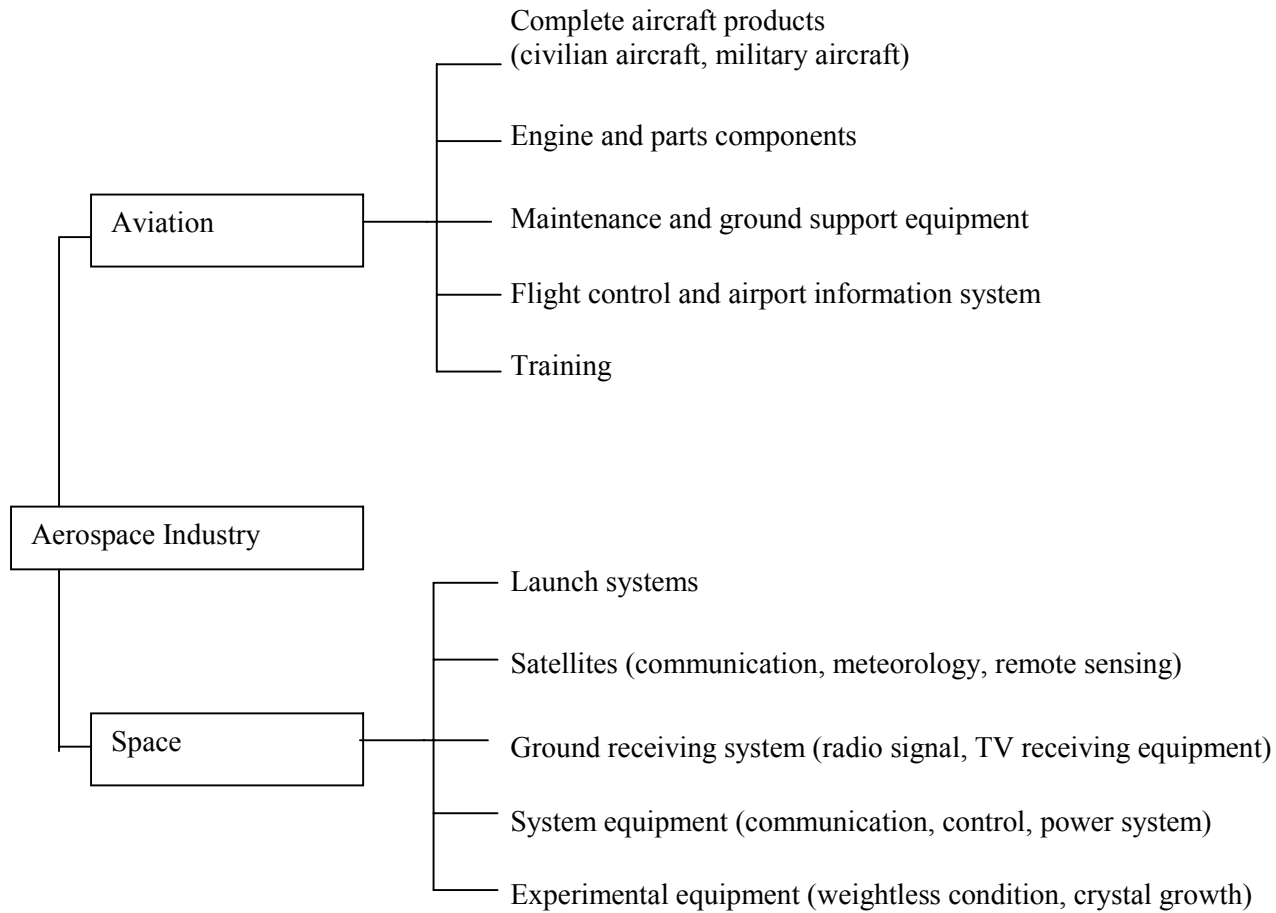 Complete aircraft products
(civilian aircraft, military aircraft)
Engine and parts components
Aviation
Maintenance and ground support equipment
Flight control and airport information system
Training
Aerospace Industry
Launch systems
Satellites (communication, meteorology, remote sensing)
Space
Ground receiving system (radio signal, TV receiving equipment)
System equipment (communication, control, power system)
Experimental equipment (weightless condition, crystal growth)